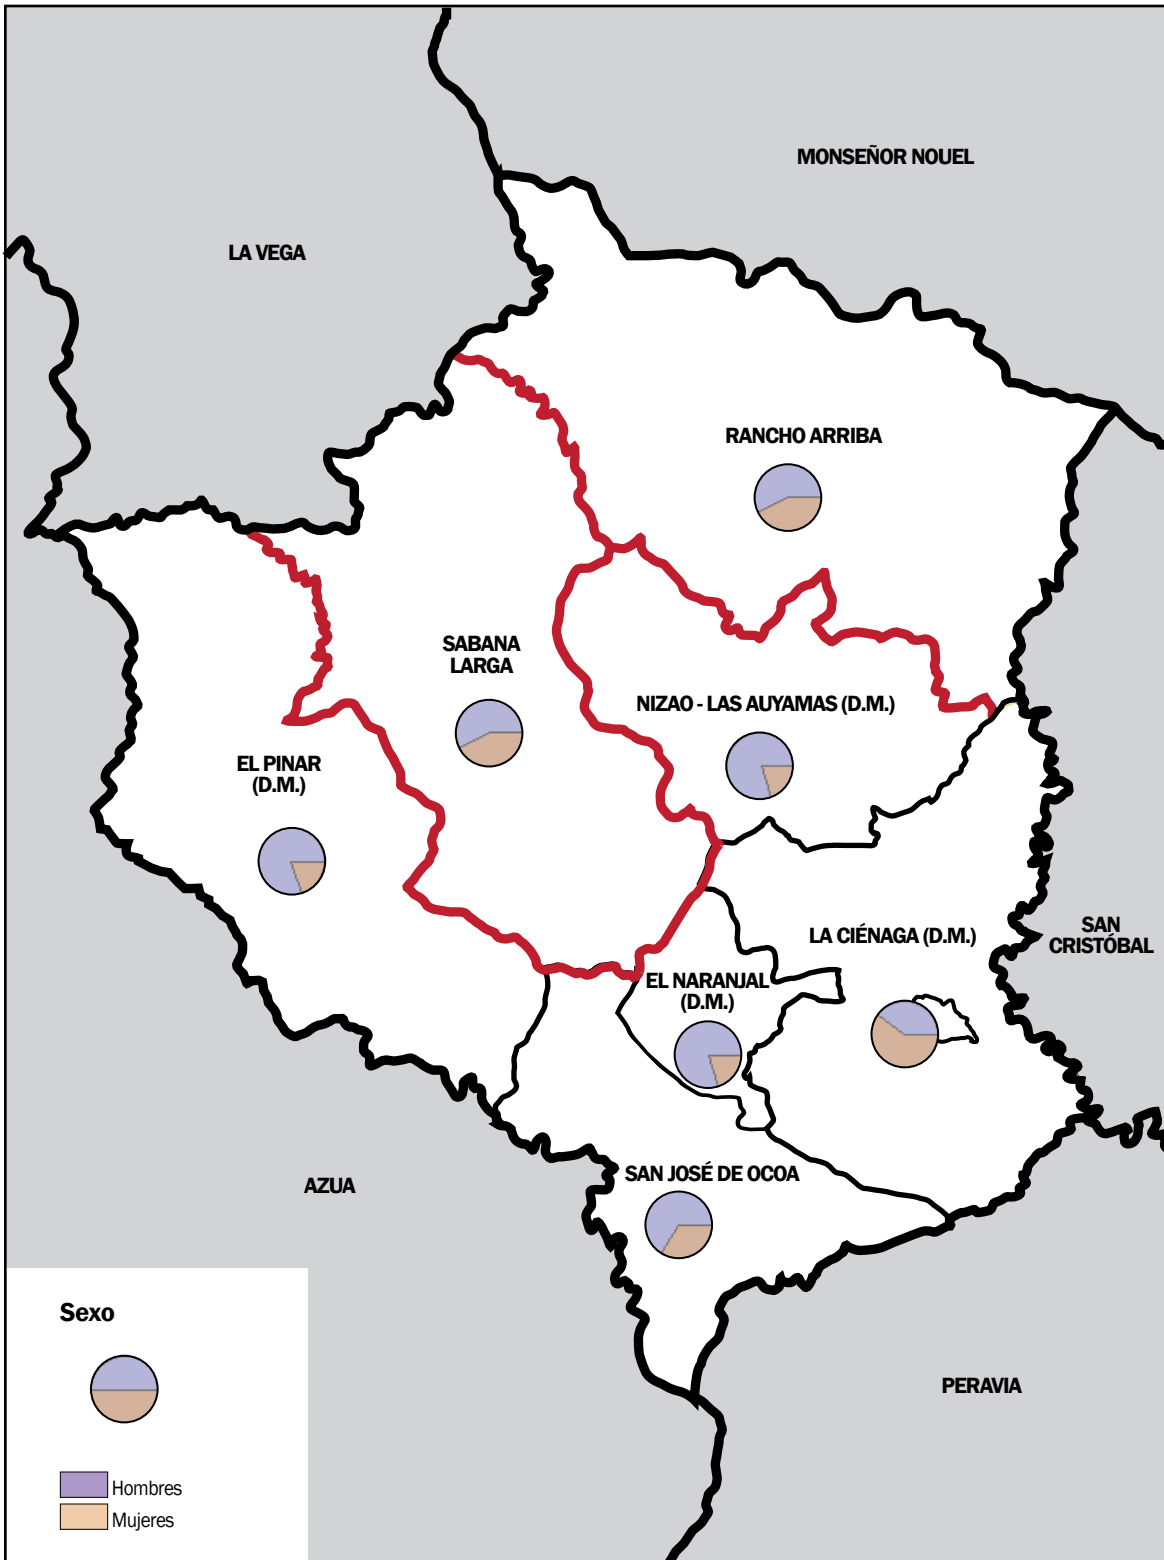 MONSEÑOR NOUEL
LA VEGA
RANCHO ARRIBA
SABANA
LARGA
NIZAO - LAS AUYAMAS (D.M.)
EL PINAR
(D.M.)
SAN
CRISTÓBAL
LA CIÉNAGA (D.M.)
EL NARANJAL
(D.M.)
SAN JOSÉ DE OCOA
AZUA
PERAVIA
Sexo
Hombres
Mujeres